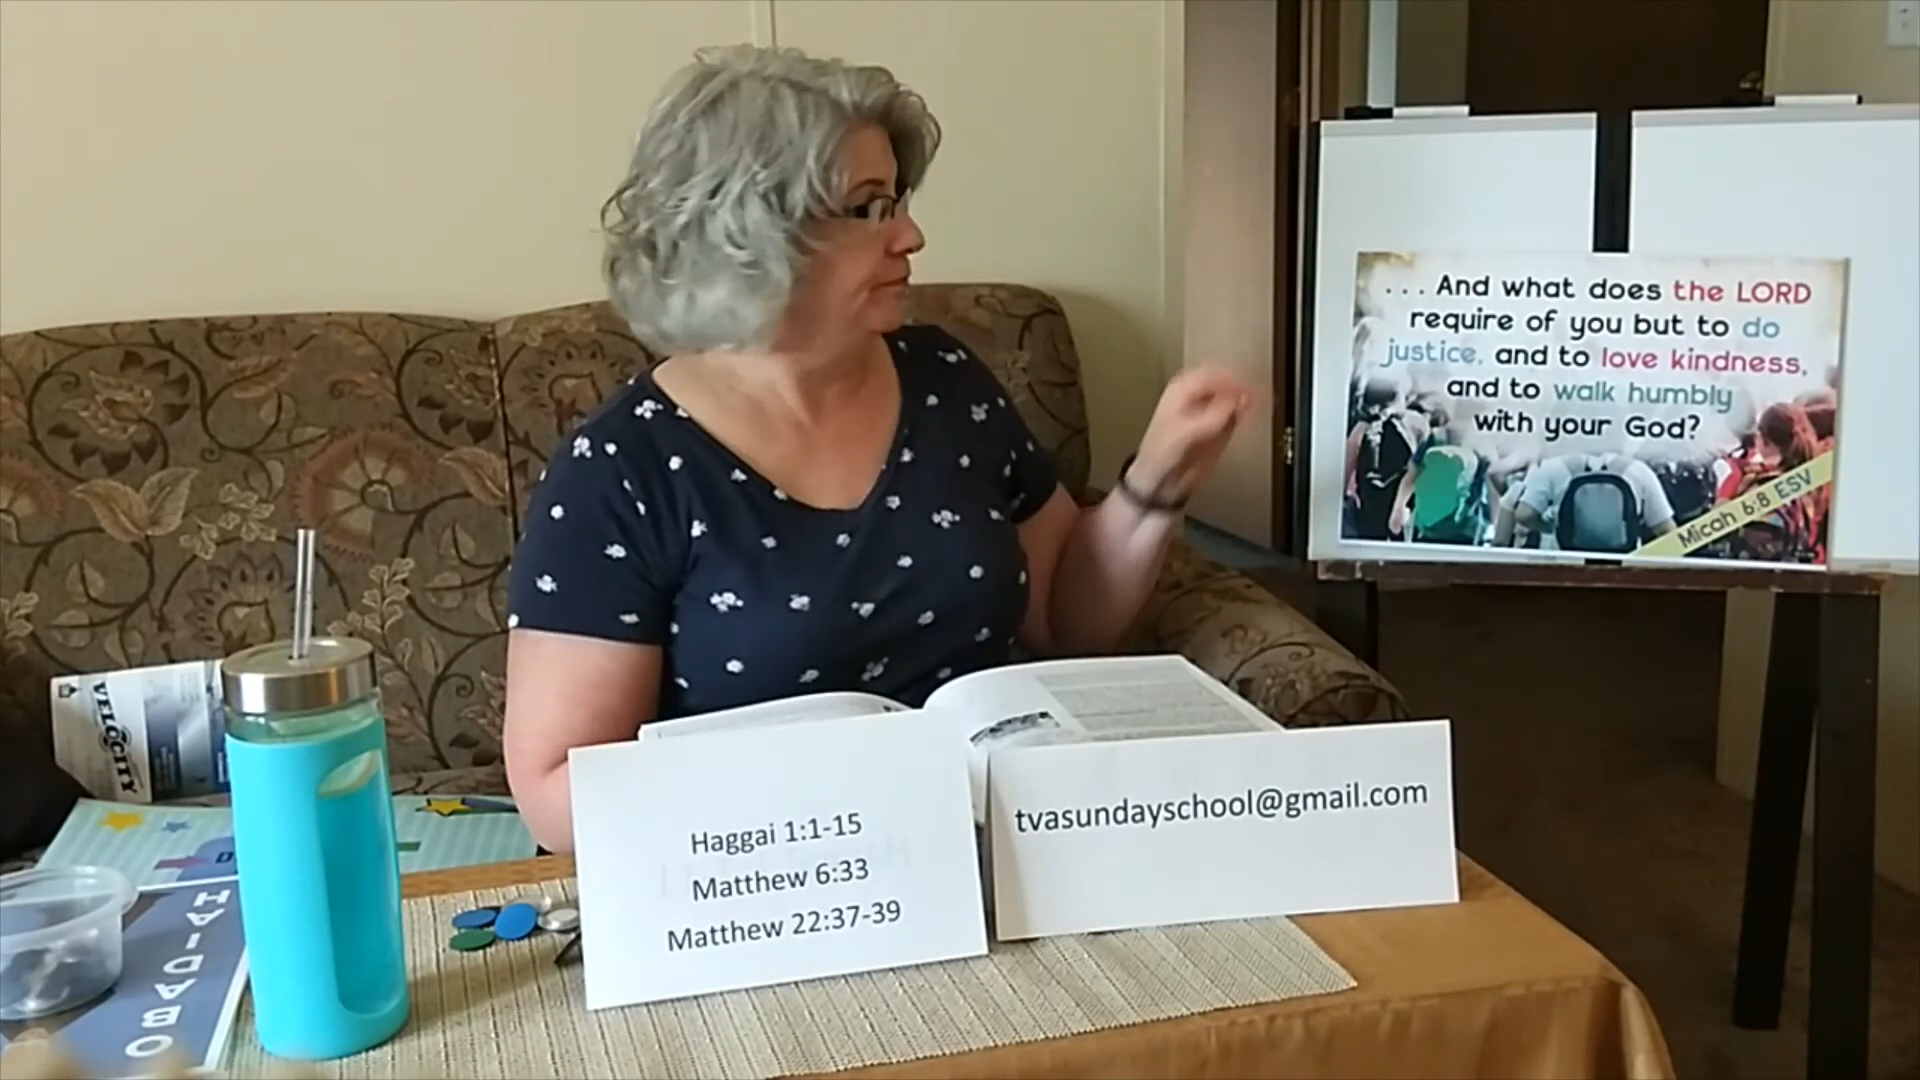 . . . And what does the LORD
require of you but to do
justice, and to love kindness,
and to walk humbly
with your God?
Micah 6:8 ESV
VELOCITY
Haggai 1:1-15
Matthew 6:33
Matthew 22:37-39
tvasundayschool@gmail.com